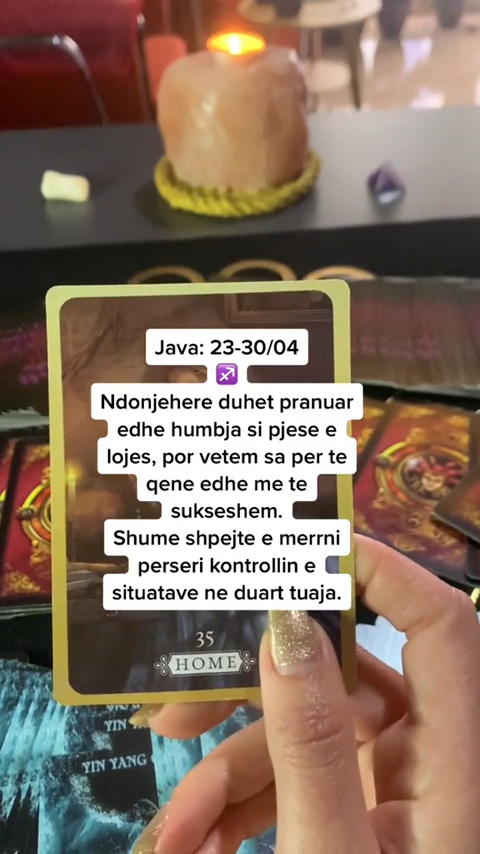 Java: 23-30/04
♐
Ndonjehere duhet pranuar
edhe humbja si pjese e
lojes, por vetem sa per te
qene edhe me te
sukseshem.
Shume shpejte e merrni
perseri kontrollin e
situatave ne duart tuaja.
35
HOME
YIN
YIN YANG